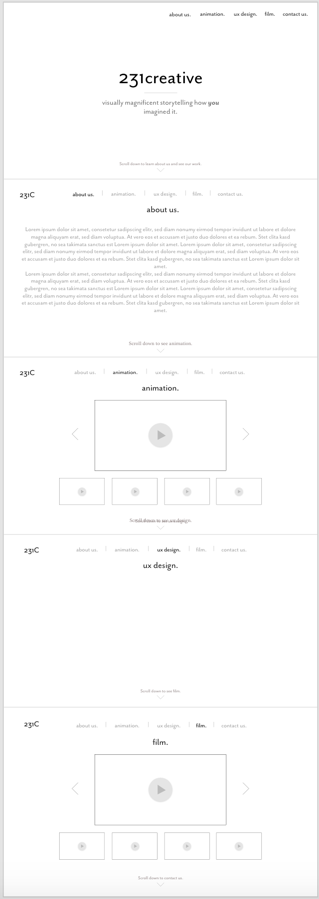 about us. animation. ux design. film. contact us.
231creative
visually magnificent storytelling how you
imagined it.
Scroll down to learn about us and see our work.
231C about us. animation. ux design. film. contact us.
about us.
Lorem ipsum dolor sit amet, consetetur sadipscing elitr, sed diam nonumy eirmod tempor invidunt ut labore et dolore
magna aliquyam erat, sed diam voluptua. At vero eos et accusam et justo duo dolores et ea rebum. Stet clita kasd
gubergren, no sea takimata sanctus est Lorem ipsum dolor sit amet. Lorem ipsum dolor sit amet, consetetur sadipscing
elitr, sed diam nonumy eirmod tempor invidunt ut labore et dolore magna aliquyam erat, sed diam voluptua. At vero eos
et accusam et justo duo dolores et ea rebum. Stet clita kasd gubergren, no sea takimata sanctus est Lorem ipsum dolor sit
amet.
Lorem ipsum dolor sit amet, consetetur sadipscing elitr, sed diam nonumy eirmod tempor invidunt ut labore et dolore
magna aliquyam erat, sed diam voluptua. At vero eos et accusam et justo duo dolores et ea rebum. Stet clita kasd
gubergren, no sea takimata sanctus est Lorem ipsum dolor sit amet. Lorem ipsum dolor sit amet, consetetur sadipscing
elitr, sed diam nonumy eirmod tempor invidunt ut labore et dolore magna aliquyam erat, sed diam voluptua. At vero eos
et accusam et justo duo dolores et ea rebum. Stet clita kasd gubergren, no sea takimata sanctus est Lorem ipsum dolor sit
amet.
Scroll down to see animation.
231C about us. animation. ux design. film. contact us.
animation.
231C about us. animation. ux design. film. contact us.
ux design.
Scroll down to see film
231C about us. animation. ux design. film. contact us.
film.
Scroll down to contact us.